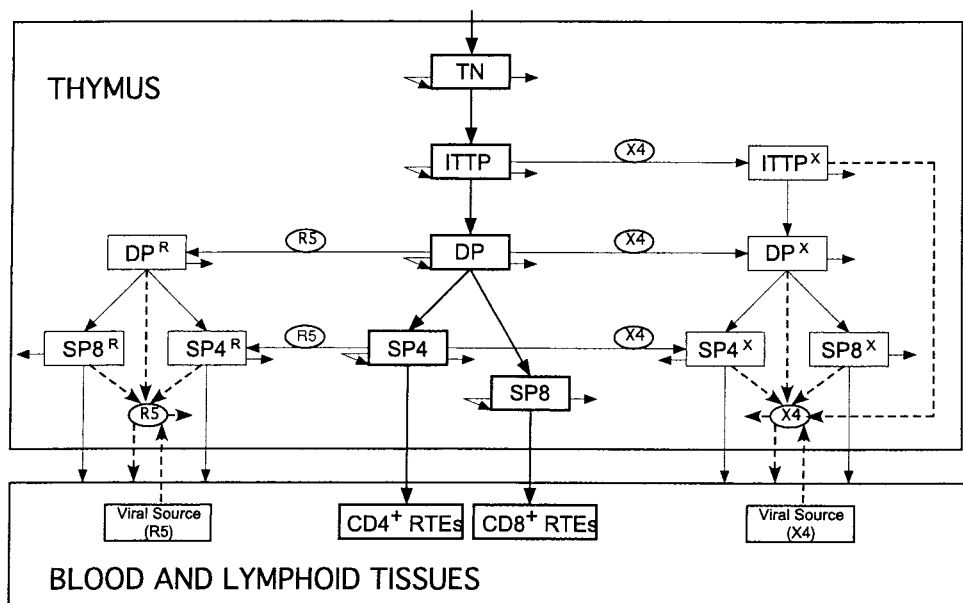 TN
THYMUS
ITTP
X4
ITTP X
DP R
R5
DP
X4
DP X
SP8 R
SP4 R
R5
SP4
X4
SP4 X
SP8 X
SP8
R5
X4
Viral Source
(R5)
CD4+ RTEs
CD8+ RTEs
Viral Source
(X4)
BLOOD AND LYMPHOID TISSUES